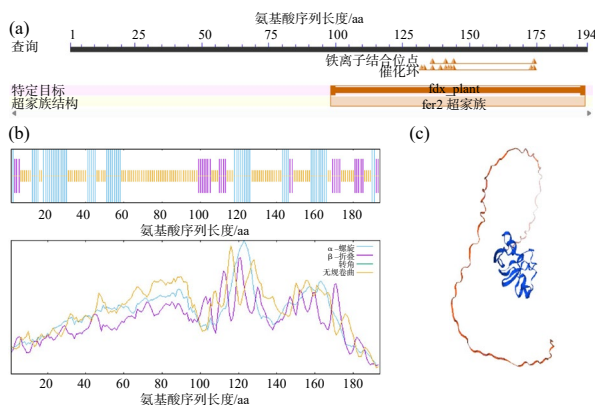 (a)
氨基酸序列长度/aa
1 25 50 75 100 125 150 175 194
查询
铁离子结合位点
催化环
特定目标
fdx_plant
超家族结构
fer2 超家族
(b)
(c)
20 40 60 80 100 120 140 160 180
氨基酸序列长度/aa
α-螺旋
β-折叠
转角
无规卷曲
20 40 60 80 100 120 140 160 180
氨基酸序列长度/aa